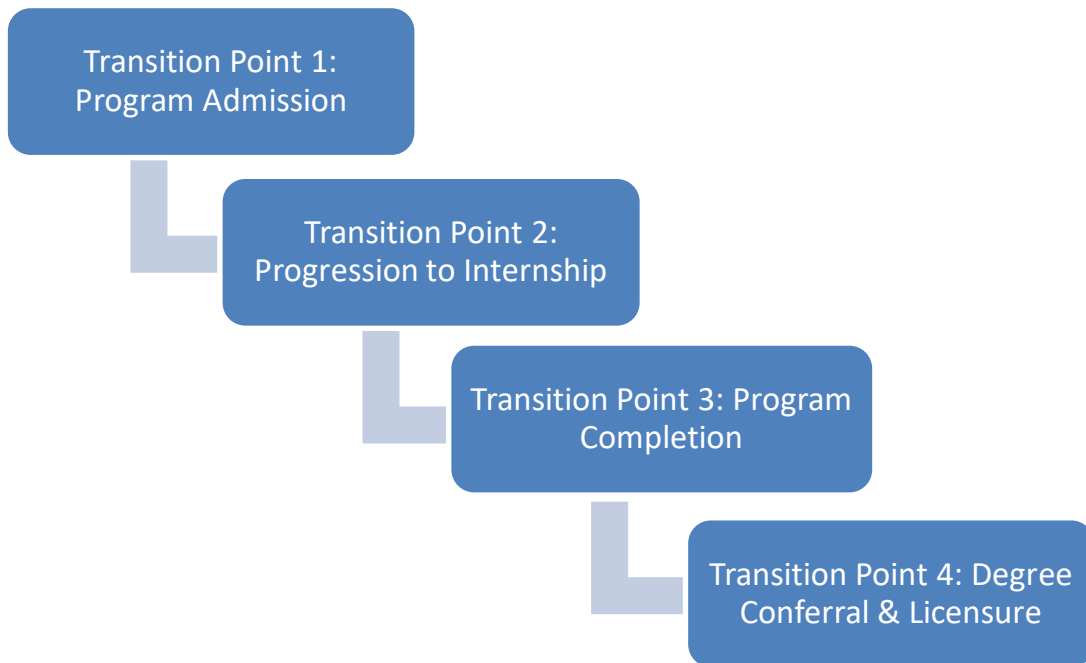 Transition Point 1:
Program Admission
Transition Point 2:
Progression to Internship
Transition Point 3: Program
Completion
Transition Point 4: Degree
Conferral & Licensure